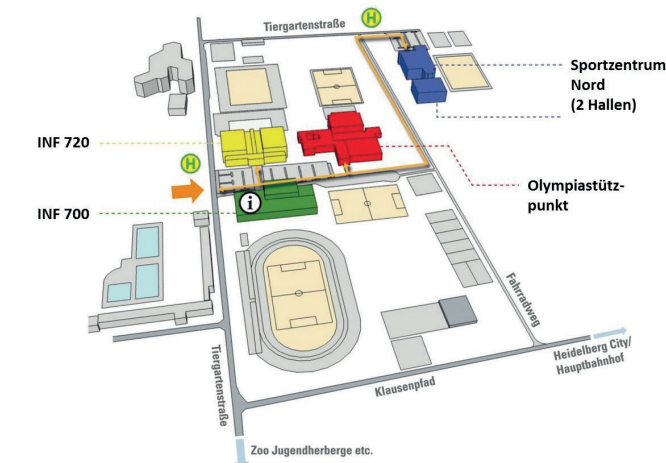 Tiergartenstraße
H
Sportzentrum
Nord
(2 Hallen)
INF 720
H
Olympiastütz-
punkt
i
INF 700
Fahrradweg
Tiergartenstraße
Heidelberg City/
Hauptbahnhof
Klausenpfad
Zoo Jugendherberge etc.